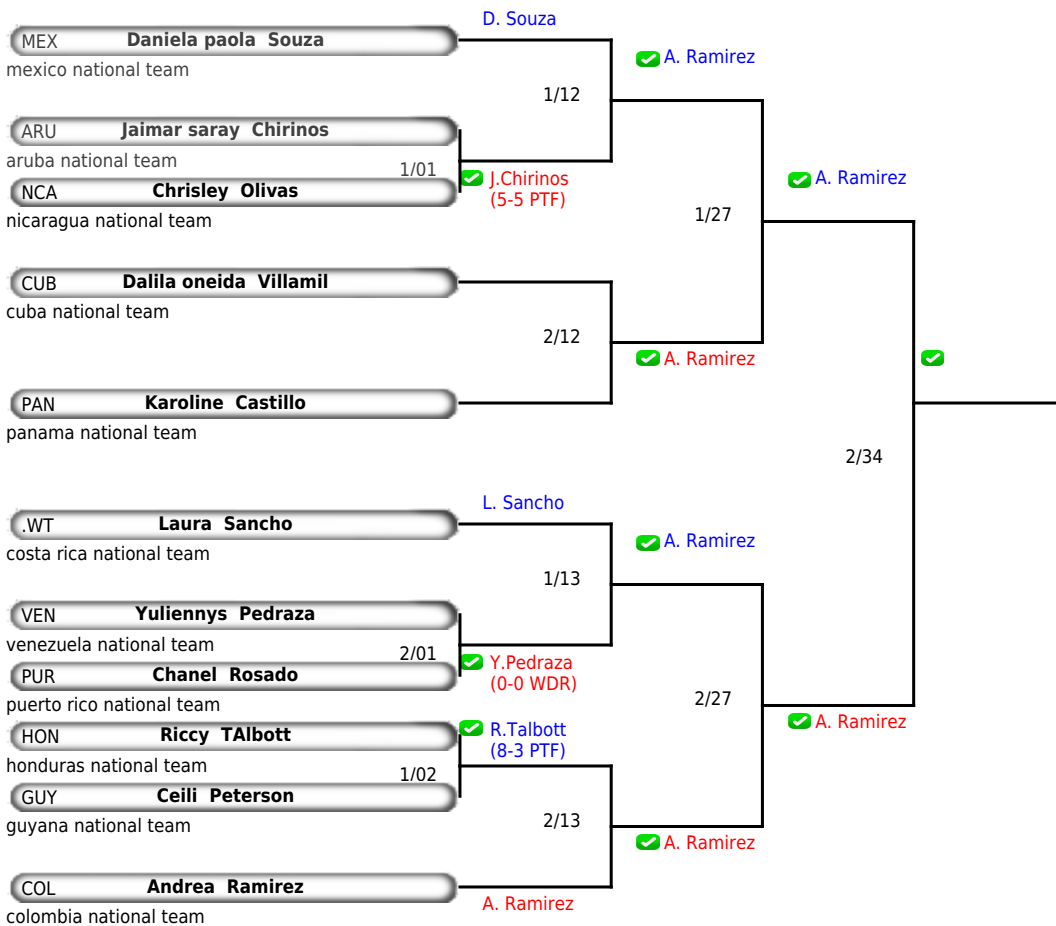 D. Souza
MEX Daniela paola Souza
mexico national team
A. Ramirez
1/12
ARU Jaimar saray Chirinos
aruba national team
1/01
J.Chirinos
(5-5 PTF)
NCA Chrisley Olivas
nicaragua national team
A. Ramirez
1/27
CUB Dalila oneida Villamil
cuba national team
2/12
A. Ramirez
PAN Karoline Castillo
panama national team
2/34
L. Sancho
.WT Laura Sancho
costa rica national team
A. Ramirez
1/13
VEN Yuliennys Pedraza
venezuela national team
2/01
Y.Pedraza
(0-0 WDR)
PUR Chanel Rosado
puerto rico national team
2/27
A. Ramirez
HON Riccy TAlbott
honduras national team
R.Talbott
(8-3 PTF)
1/02
GUY Ceili Peterson
guyana national team
2/13
A. Ramirez
COL Andrea Ramirez
colombia national team
A. Ramirez